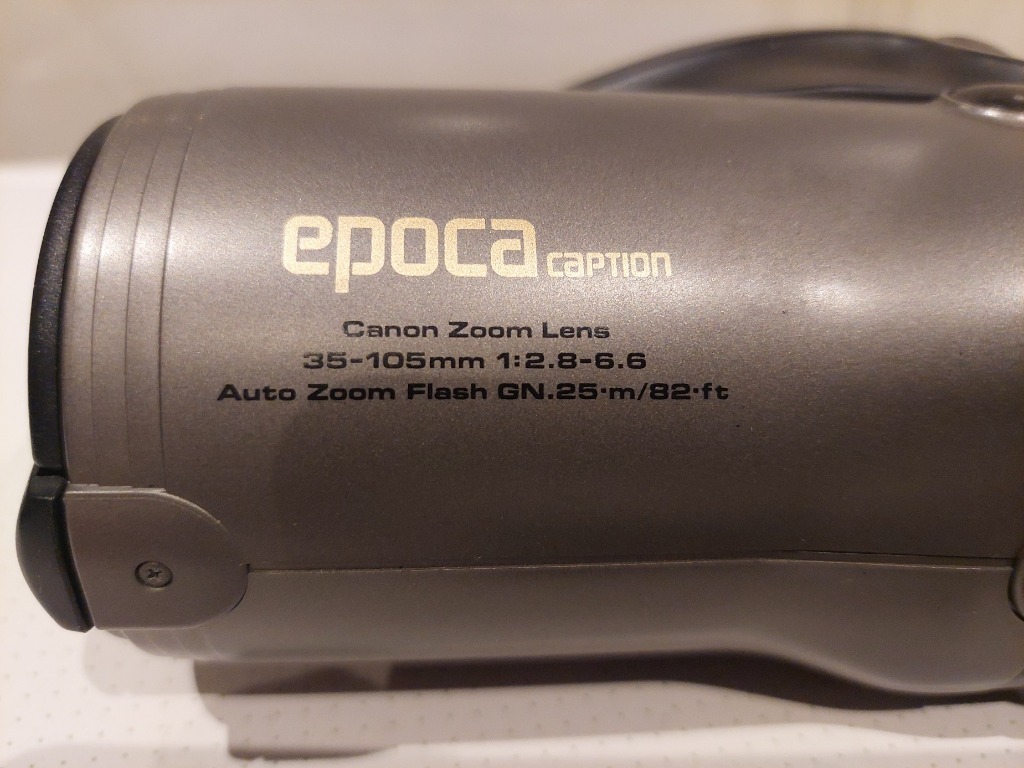 epoca CAPTION
Canon Zoom Lens
35-105mm 1:2.8-6.6
Auto Zoom Flash GN.25·m/82·ft